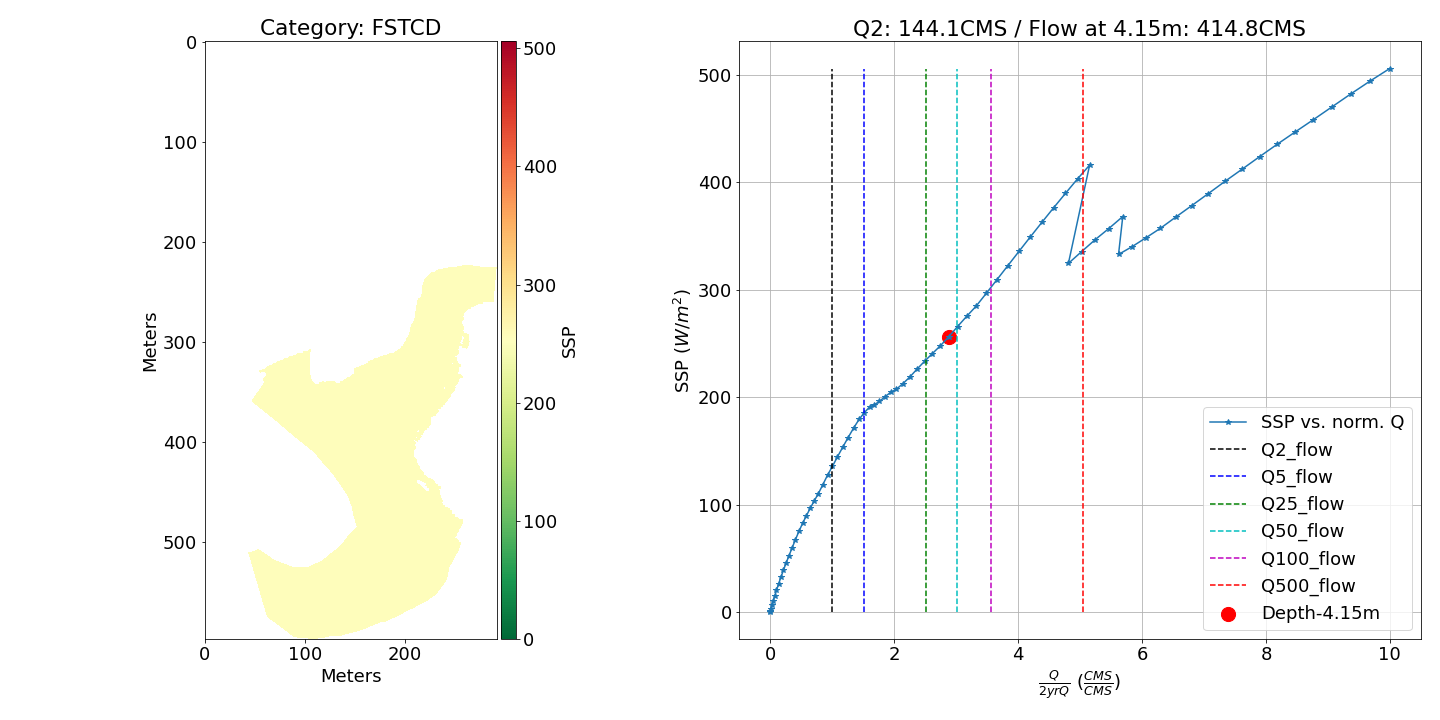 Category: FSTCD
0
100
200
300
400
500
Meters
0
100
200
Meters
500
400
300
200
100
0
SSP
Q2: 144.1CMS / Flow at 4.15m: 414.8CMS
500
400
300
200
100
0
SSP (W/m²)
0
2
4
6
8
10
Q/2yrQ (CMS/CMS)
SSP vs. norm. Q
Q2_flow
Q5_flow
Q25_flow
Q50_flow
Q100_flow
Q500_flow
Depth-4.15m